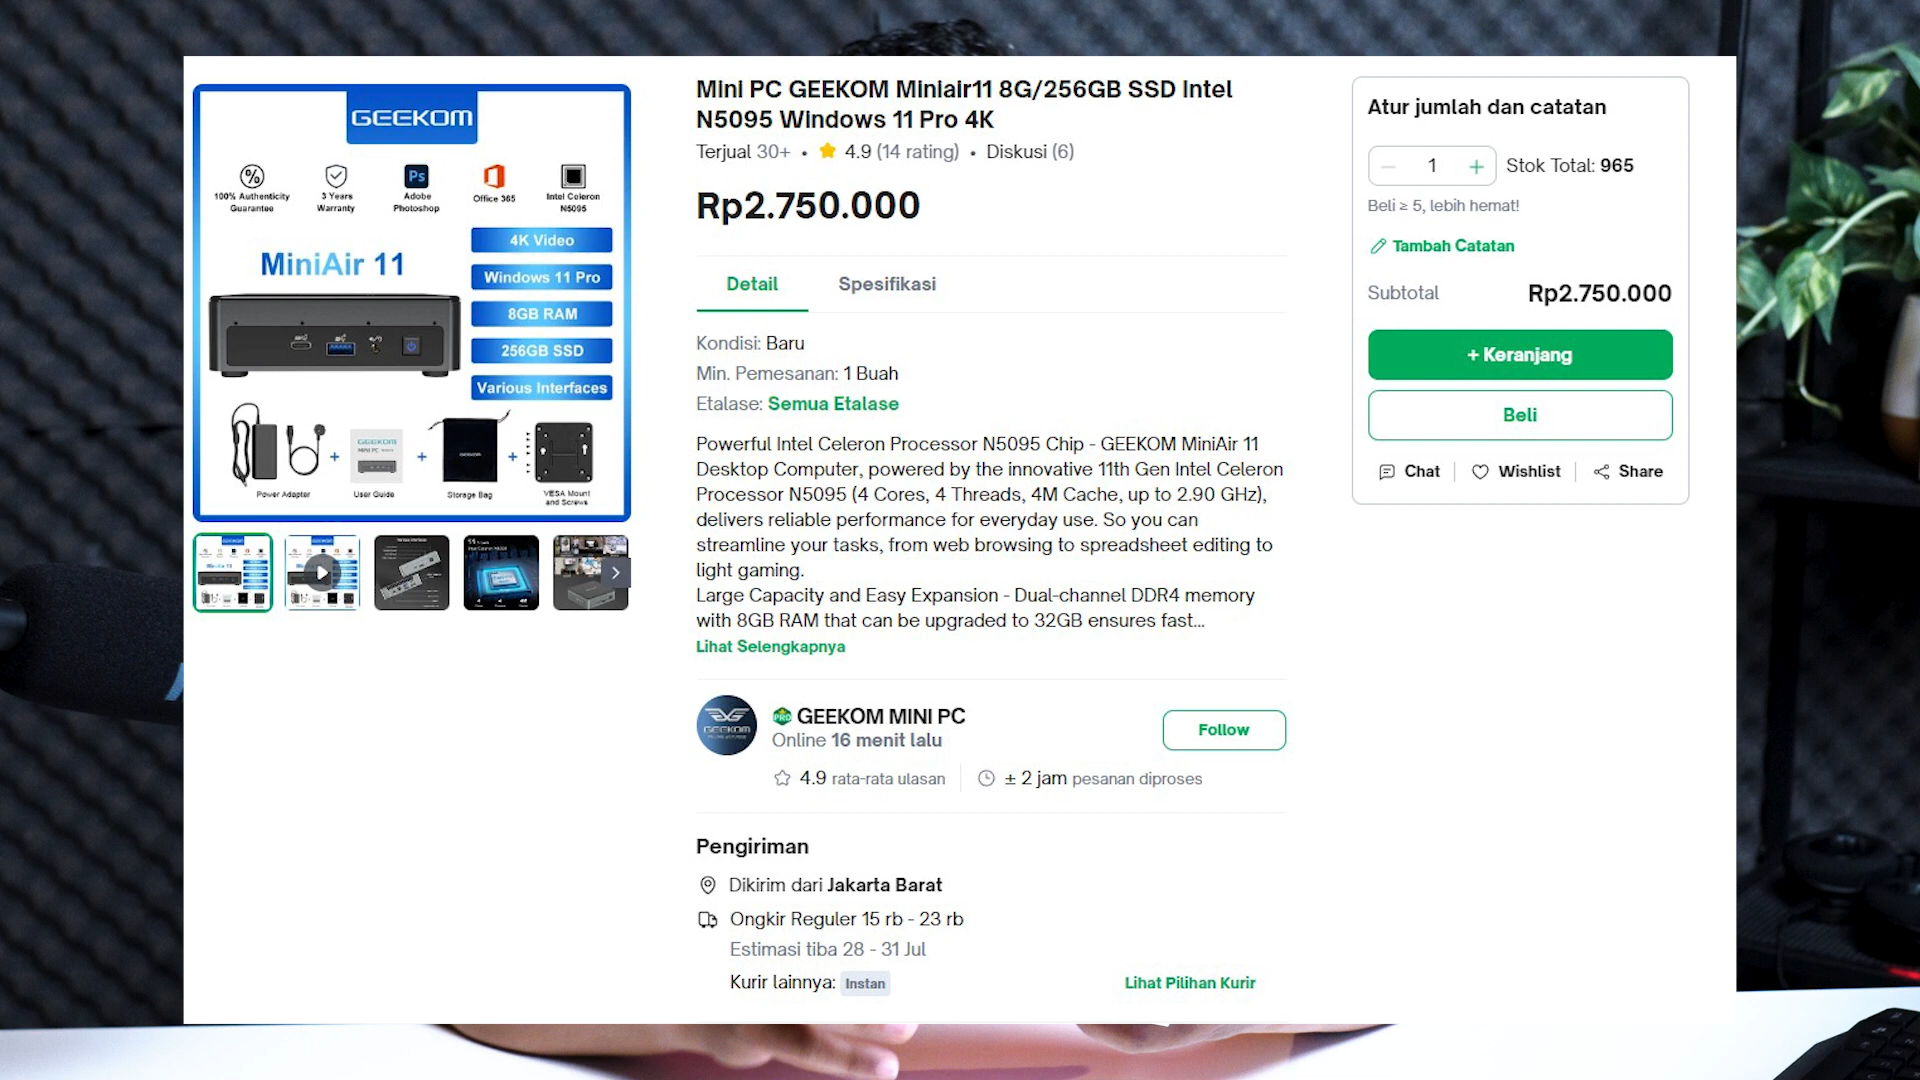 GEEKOM
100% Authenticity
Guarantee
3 Years
Warranty
Ps
Adobe
Photoshop
Office 365
Intel Celeron
N5095
MiniAir 11
4K Video
Windows 11 Pro
8GB RAM
256GB SSD
Various Interfaces
Power Adapter
+
User Guide
+
Storage Bag
+
VESA Mount
and Screws
Mini PC GEEKOM Miniair11 8G/256GB SSD Intel
N5095 Windows 11 Pro 4K
Terjual 30+ • 4.9 (14 rating) • Diskusi (6)
Rp2.750.000
Detail
Spesifikasi
Kondisi: Baru
Min. Pemesanan: 1 Buah
Etalase: Semua Etalase
Powerful Intel Celeron Processor N5095 Chip - GEEKOM MiniAir 11
Desktop Computer, powered by the innovative 11th Gen Intel Celeron
Processor N5095 (4 Cores, 4 Threads, 4M Cache, up to 2.90 GHz),
delivers reliable performance for everyday use. So you can
streamline your tasks, from web browsing to spreadsheet editing to
light gaming.
Large Capacity and Easy Expansion - Dual-channel DDR4 memory
with 8GB RAM that can be upgraded to 32GB ensures fast...
Lihat Selengkapnya
GEEKOM
PRO GEEKOM MINI PC
Online 16 menit lalu
Follow
4.9 rata-rata ulasan
± 2 jam pesanan diproses
Pengiriman
Dikirim dari Jakarta Barat
Ongkir Reguler 15 rb - 23 rb
Estimasi tiba 28 - 31 Jul
Kurir lainnya: Instan
Lihat Pilihan Kurir
Atur jumlah dan catatan
1
Stok Total: 965
Beli ≥ 5, lebih hemat!
Tambah Catatan
Subtotal
Rp2.750.000
+ Keranjang
Beli
Chat
Wishlist
Share